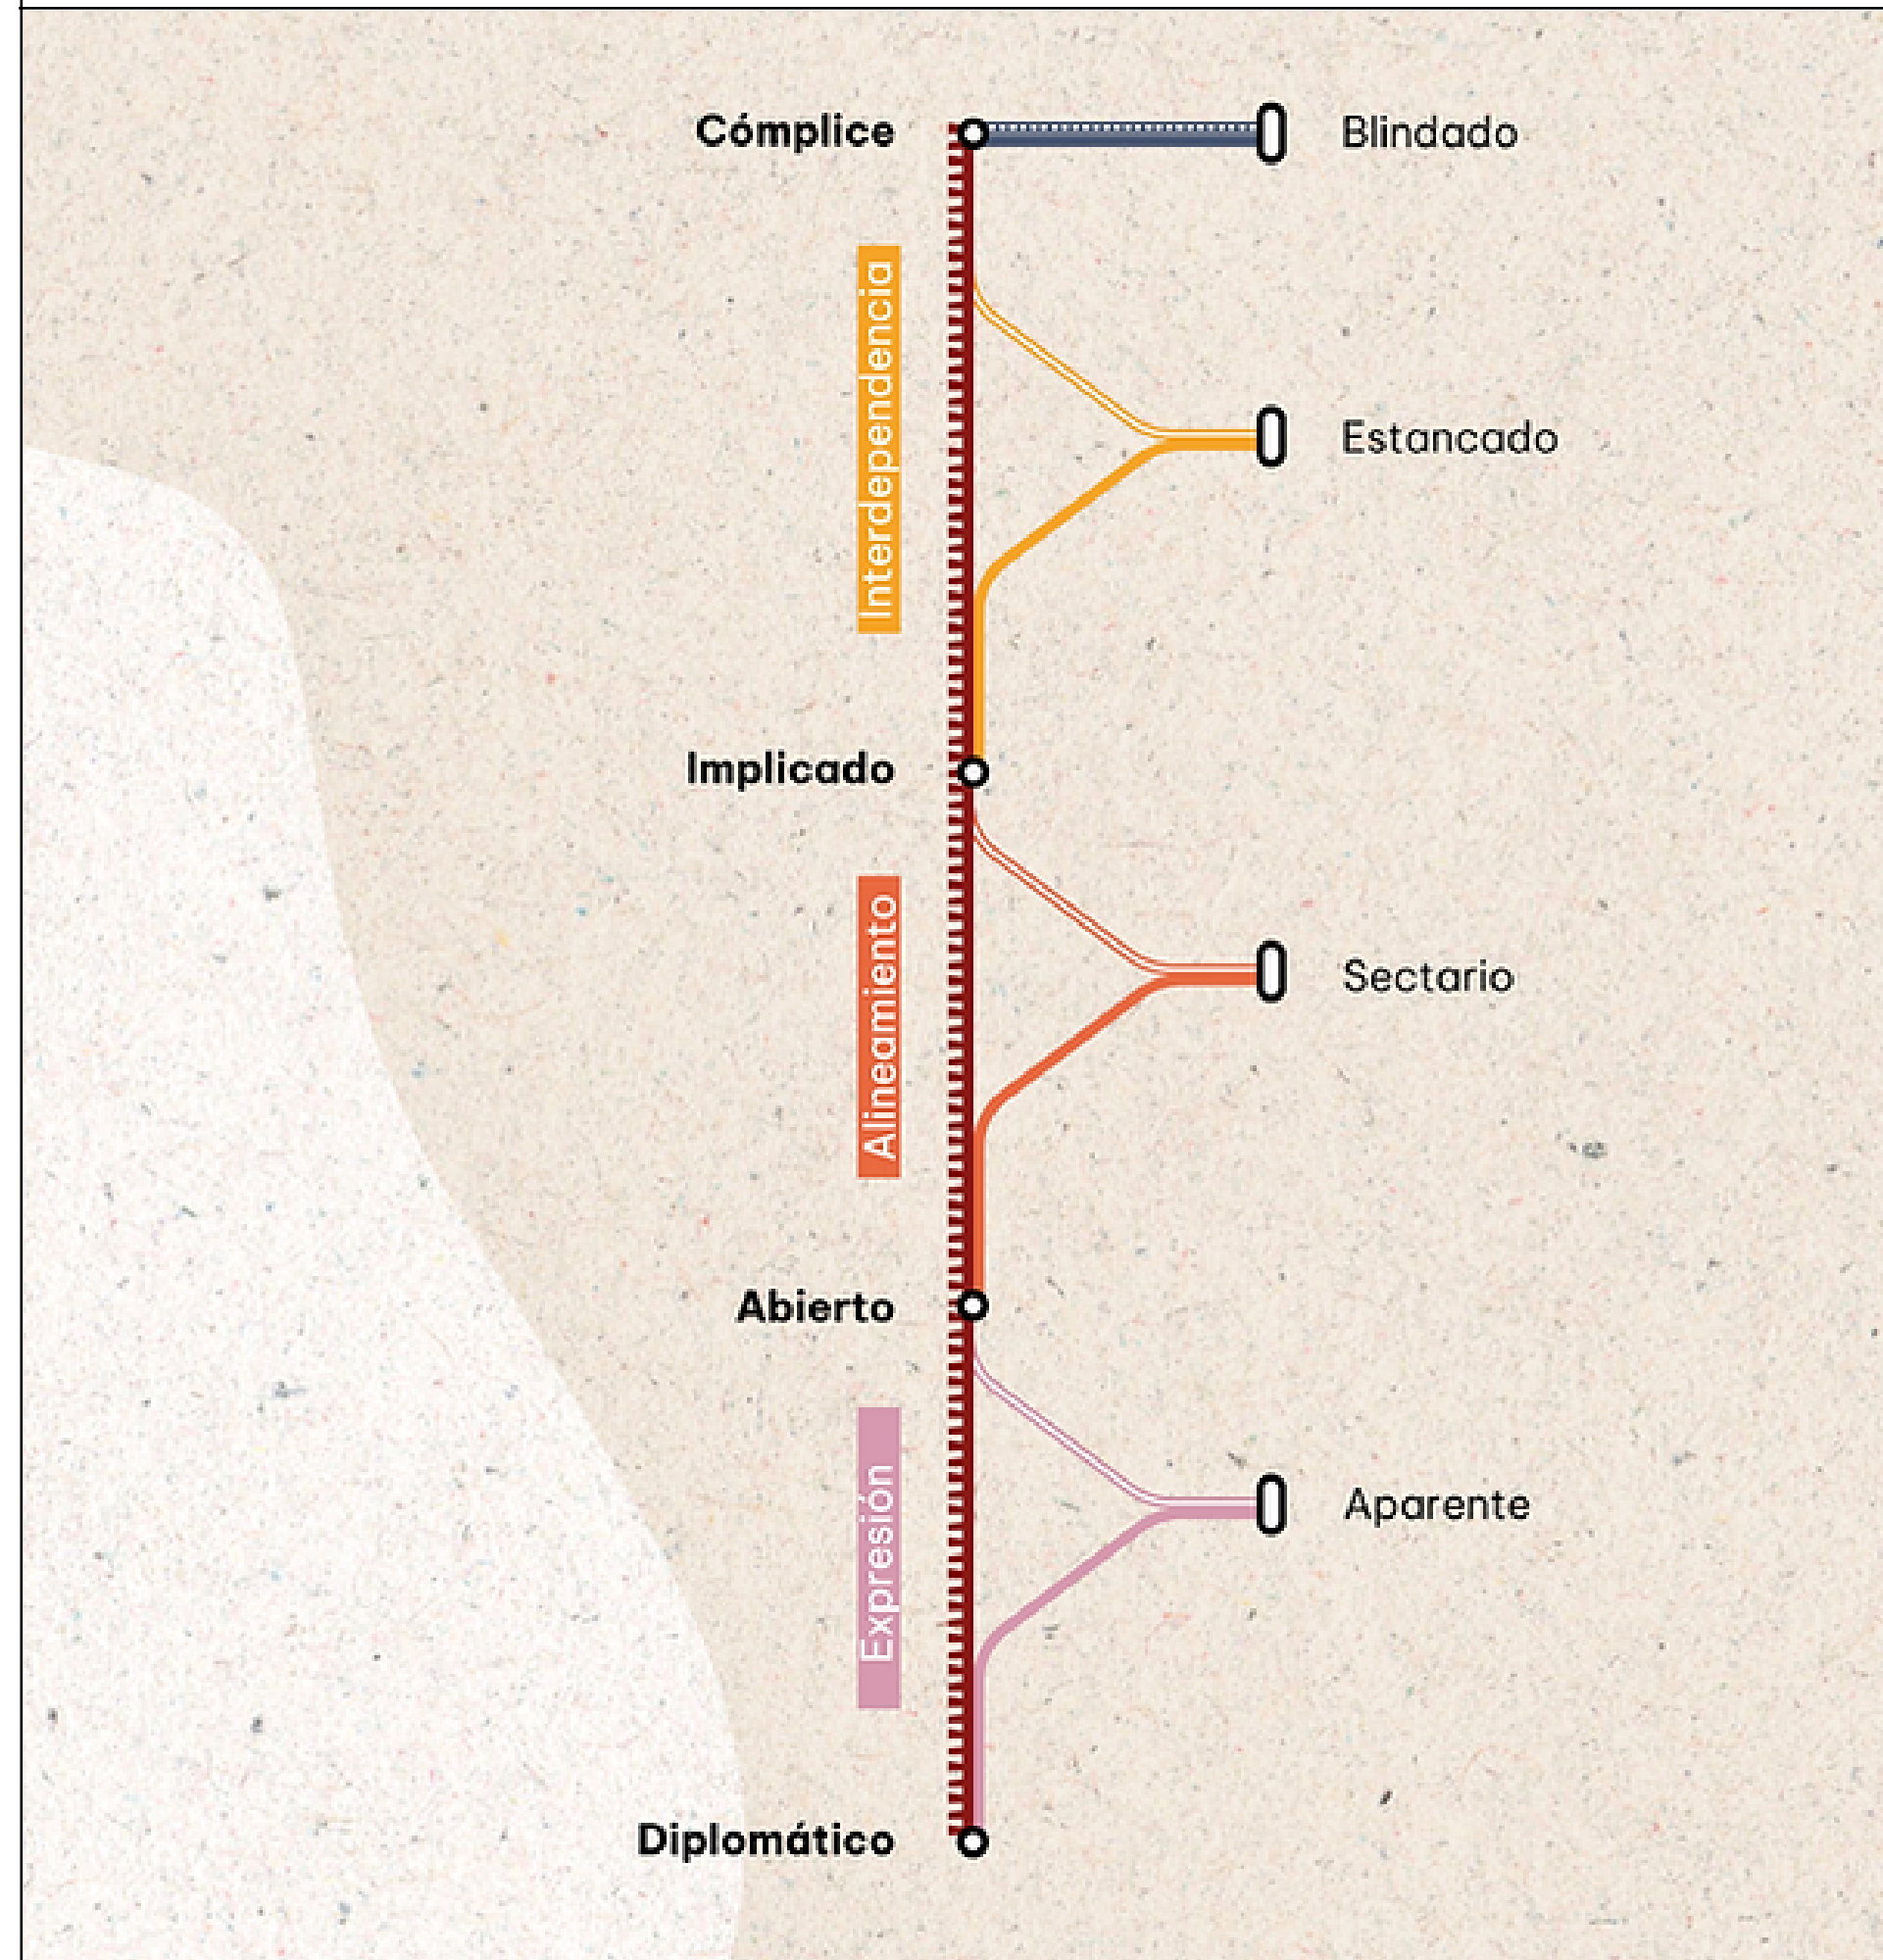 Cómplice
Blindado
Interdependencia
Estancado
Implicado
Alineamiento
Sectario
Abierto
Expresión
Aparente
Diplomático